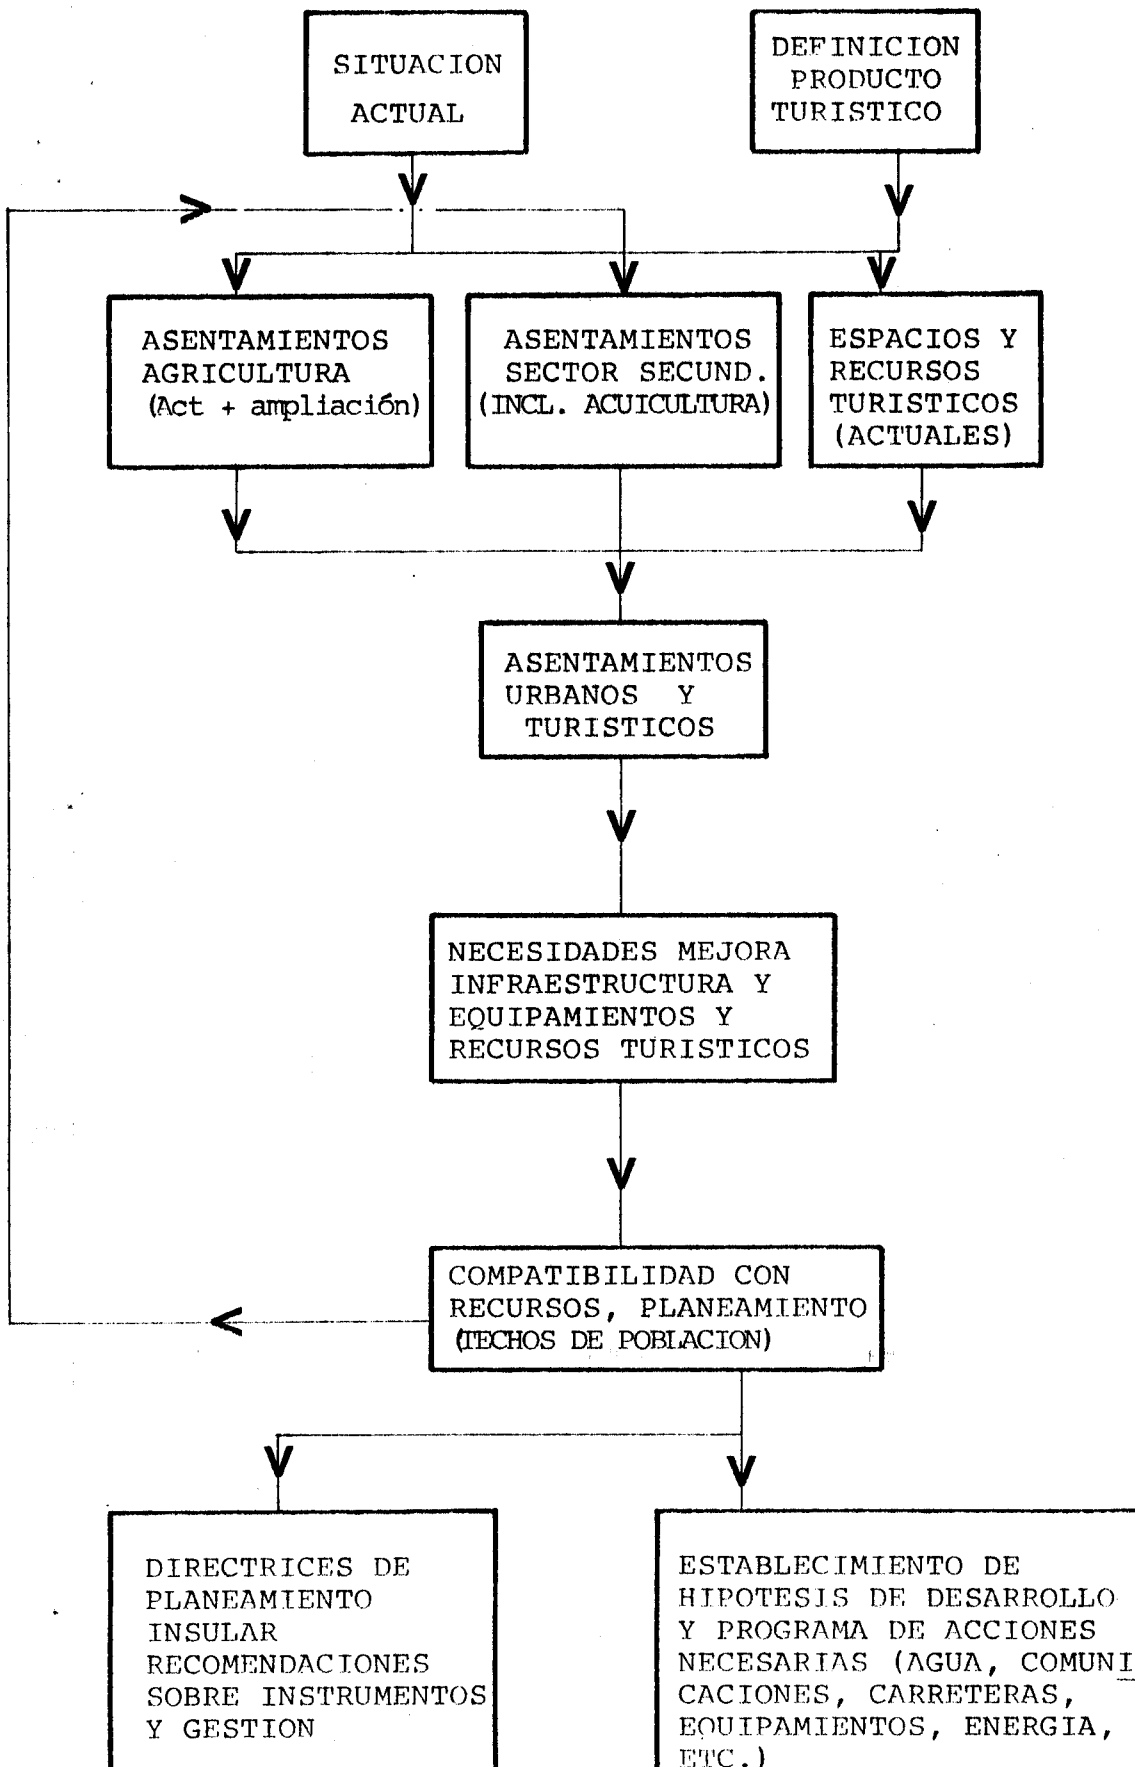 SITUACION
ACTUAL
DEFINICION
PRODUCTO
TURISTICO
ASENTAMIENTOS
AGRICULTURA
(Act + ampliación)
ASENTAMIENTOS
SECTOR SECUND.
(INCL. ACUICULTURA)
ESPACIOS Y
RECURSOS
TURISTICOS
(ACTUALES)
ASENTAMIENTOS
URBANOS Y
TURISTICOS
NECESIDADES MEJORA
INFRAESTRUCTURA Y
EQUIPAMIENTOS Y
RECURSOS TURISTICOS
COMPATIBILIDAD CON
RECURSOS, PLANEAMIENTO
(TECHOS DE POBLACION)
DIRECTRICES DE
PLANEAMIENTO
INSULAR
RECOMENDACIONES
SOBRE INSTRUMENTOS
Y GESTION
ESTABLECIMIENTO DE
HIPOTESIS DE DESARROLLO
Y PROGRAMA DE ACCIONES
NECESARIAS (AGUA, COMUNI
CACIONES, CARRETERAS,
EQUIPAMIENTOS, ENERGIA,
ETC.)